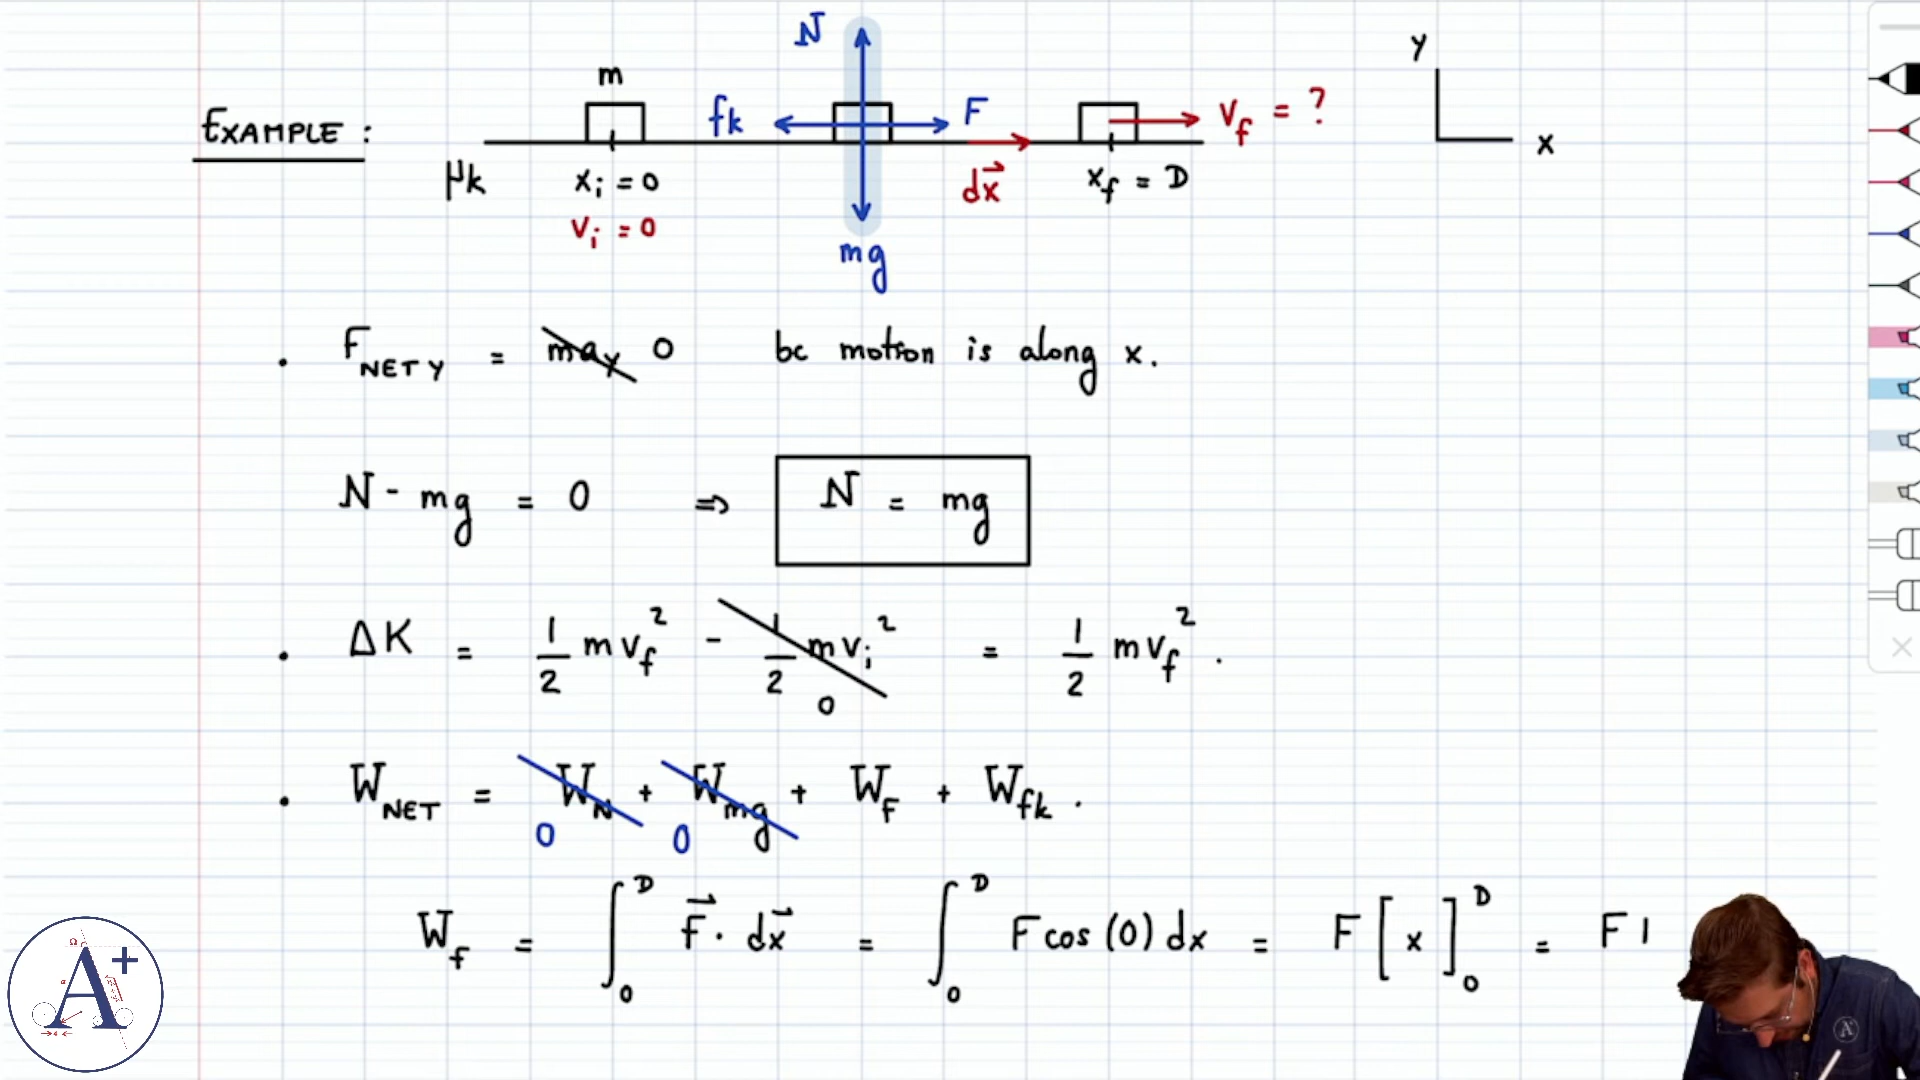 N
m
fk
F
Vf = ?
y
x
EXAMPLE :
μk
xi = 0
dx⃗
xf = D
vi = 0
mg
. FNET Y = may 0 bc motion is along x.
N - mg = 0 ⇒ N = mg
. ΔK = 1/2 mvf² - 1/2 mvi² 0 = 1/2 mvf² .
. WNET = WN 0 + Wmg 0 + WF + Wfk .
Wf = ∫₀ᴰ F⃗ . dx⃗ = ∫₀ᴰ F cos (0) dx = F [x]₀ᴰ = F
A+